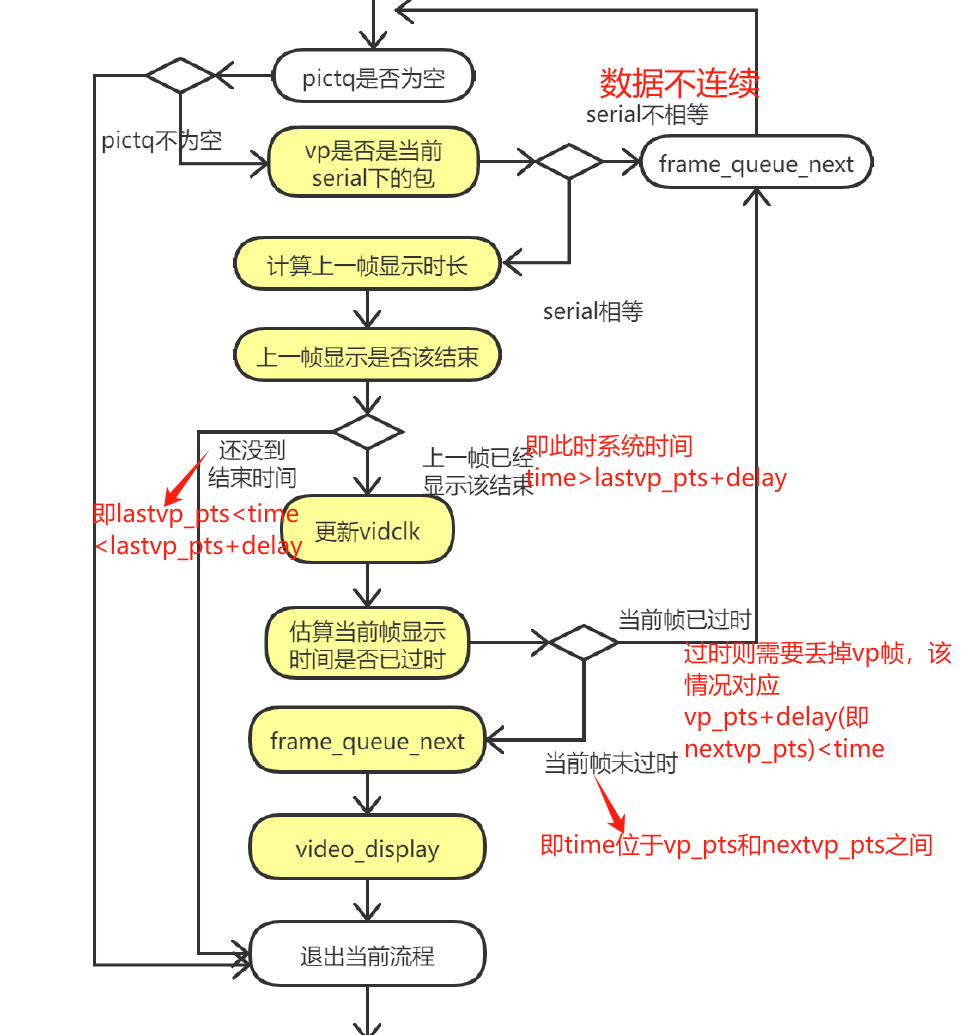 pictq是否为空
数据不连续
serial不相等
pictq不为空
vp是否是当前
serial下的包
frame_queue_next
计算上一帧显示时长
serial相等
上一帧显示是否该结束
还没到
结束时间
上一帧已经
显示该结束
即此时系统时间
time>lastvp_pts+delay
即lastvp_pts<time
<lastvp_pts+delay
更新vidclk
估算当前帧显示
时间是否已过时
当前帧已过时
过时则需要丢掉vp帧，该
情况对应
vp_pts+delay(即
nextvp_pts)<time
frame_queue_next
当前帧未过时
video_display
即time位于vp_pts和nextvp_pts之间
退出当前流程